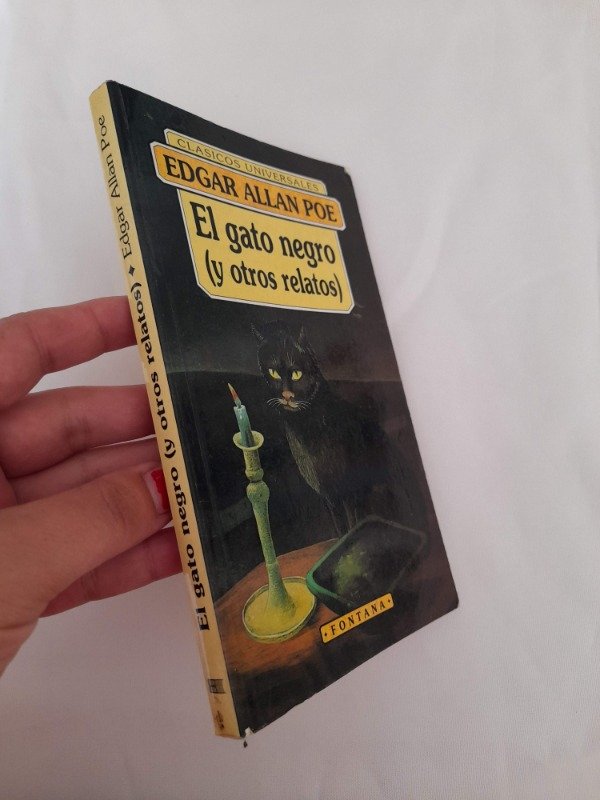 CLASICOS UNIVERSALES
EDGAR ALLAN POE
El gato negro
(y otros relatos)
• FONTANA •
El gato negro (y otros relatos) ♦ Edgar Allan Poe